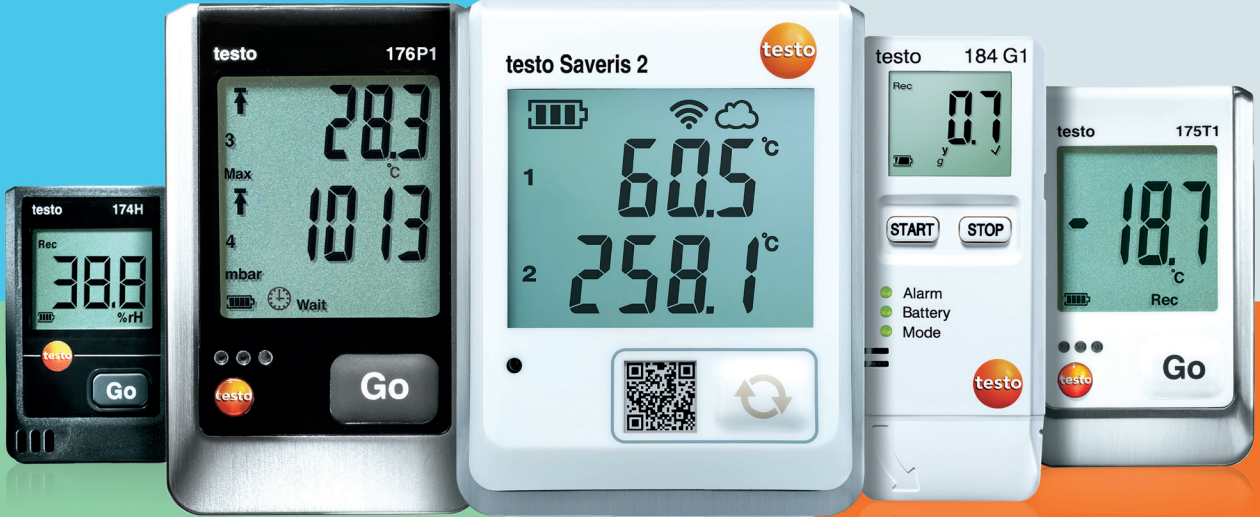 testo 174H
Rec
38.8
%rH
testo
Go
testo 176P1
28.3
3
°C
Max
1013
4
mbar
Wait
testo
Go
testo Saveris 2
testo
1 60.5 °C
2 258.1 °C
testo 184 G1
Rec
0.7
y
g
START STOP
Alarm
Battery
Mode
testo
testo 175T1
-18.7
°C
Rec
testo
Go